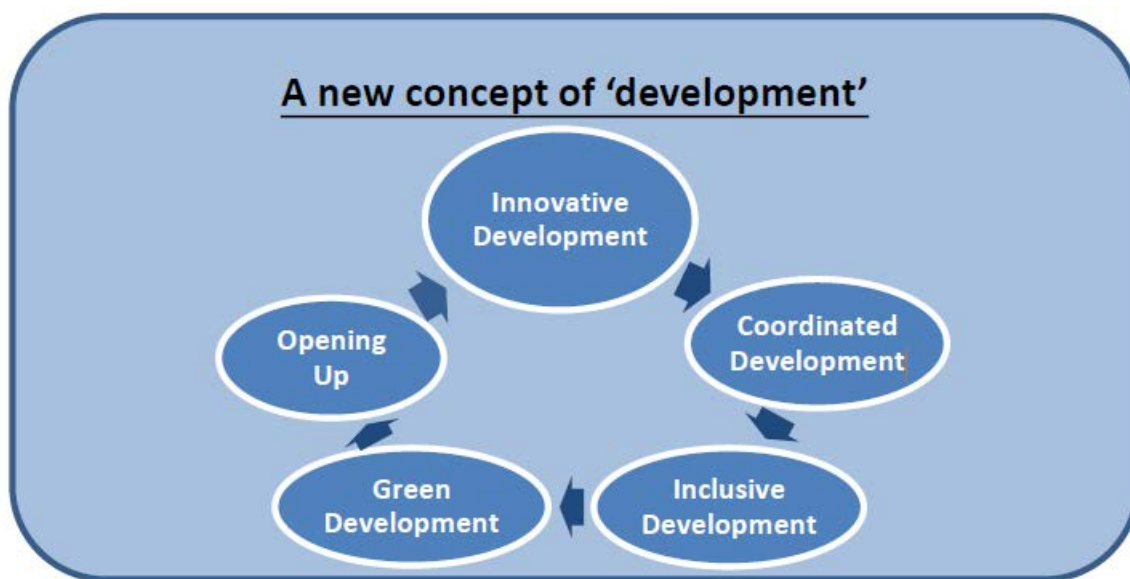 A new concept of ‘development’
Innovative
Development
Coordinated
Development
Inclusive
Development
Green
Development
Opening
Up